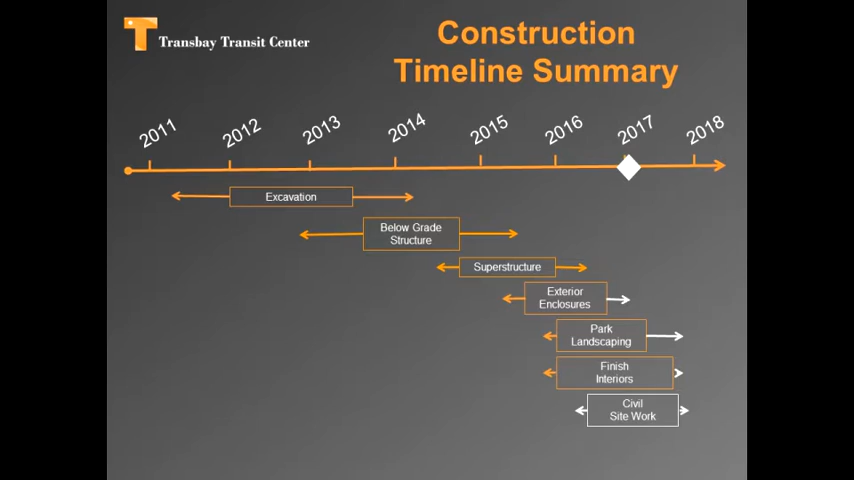 Transbay Transit Center
Construction
Timeline Summary
2011
2012
2013
2014
2015
2016
2017
2018
Excavation
Below Grade
Structure
Superstructure
Exterior
Enclosures
Park
Landscaping
Finish
Interiors
Civil
Site Work